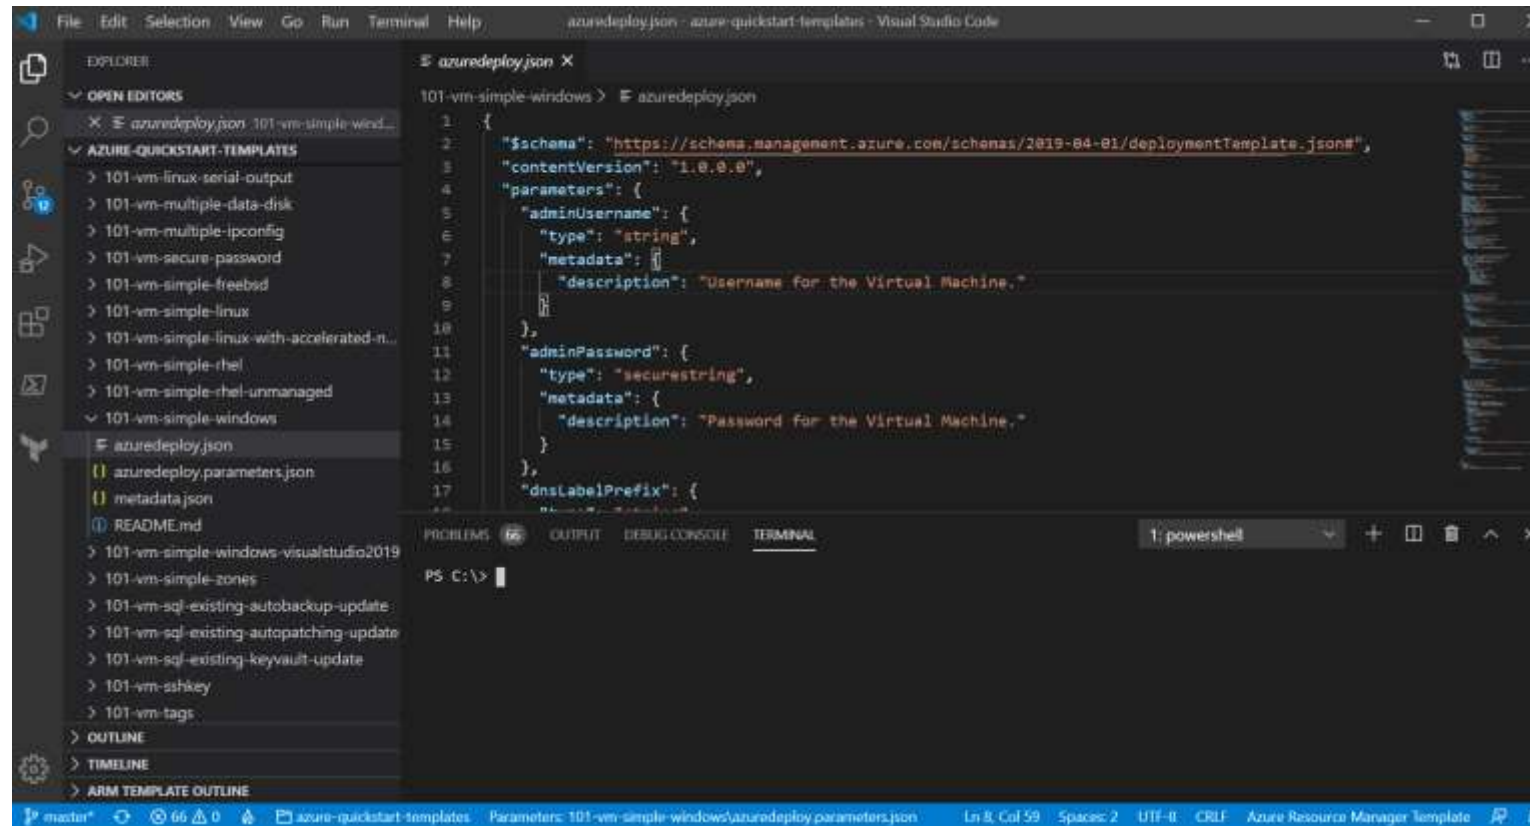 File Edit Selection View Go Run Terminal Help azuredeploy.json - azure-quickstart-templates - Visual Studio Code
EXPLORER
OPEN EDITORS
azuredeploy.json 101-vm-simple-wind...
AZURE-QUICKSTART-TEMPLATES
101-vm-linux-serial-output
101-vm-multiple-data-disk
101-vm-multiple-ipconfig
101-vm-secure-password
101-vm-simple-freebsd
101-vm-simple-linux
101-vm-simple-linux-with-accelerated-n...
101-vm-simple-rhel
101-vm-simple-rhel-unmanaged
101-vm-simple-windows
azuredeploy.json
azuredeploy.parameters.json
metadata.json
README.md
101-vm-simple-windows-visualstudio2019
101-vm-simple-zones
101-vm-sql-existing-autobackup-update
101-vm-sql-existing-autopatching-update
101-vm-sql-existing-keyvault-update
101-vm-sshkey
101-vm-tags
OUTLINE
TIMELINE
ARM TEMPLATE OUTLINE
12
azuredeploy.json
101-vm-simple-windows > azuredeploy.json
1 {
2 "$schema": "https://schema.management.azure.com/schemas/2019-04-01/deploymentTemplate.json#",
3 "contentVersion": "1.0.0.0",
4 "parameters": {
5 "adminUsername": {
6 "type": "string",
7 "metadata": {
8 "description": "Username for the Virtual Machine."
9 }
10 },
11 "adminPassword": {
12 "type": "securestring",
13 "metadata": {
14 "description": "Password for the Virtual Machine."
15 }
16 },
17 "dnsLabelPrefix": {
PROBLEMS 66 OUTPUT DEBUG CONSOLE TERMINAL 1: powershell
PS C:\>
master* 66 0 azure-quickstart-templates Parameters: 101-vm-simple-windows\azuredeploy.parameters.json Ln 8, Col 59 Spaces: 2 UTF-8 CRLF Azure Resource Manager Template